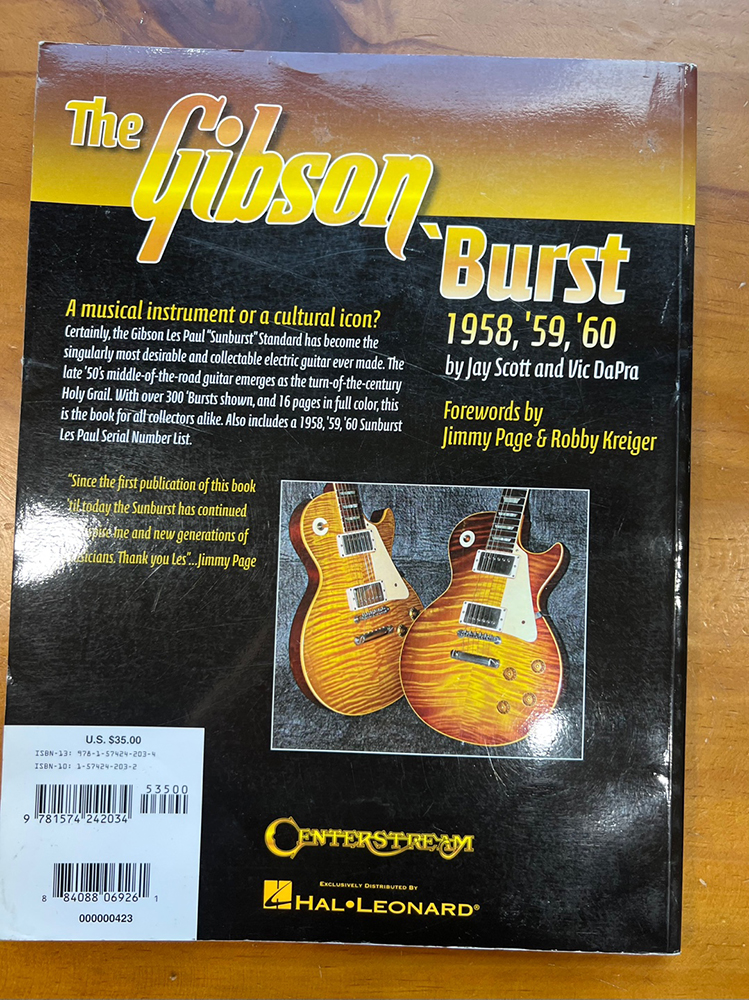 The Gibson
`Burst
1958, '59, '60
by Jay Scott and Vic DaPra
Forewords by
Jimmy Page & Robby Kreiger
A musical instrument or a cultural icon?
Certainly, the Gibson Les Paul "Sunburst" Standard has become the
singularly most desirable and collectable electric guitar ever made. The
late '50's middle-of-the-road guitar emerges as the turn-of-the-century
Holy Grail. With over 300 'Bursts shown, and 16 pages in full color, this
is the book for all collectors alike. Also includes a 1958, '59, '60 Sunburst
Les Paul Serial Number List.
"Since the first publication of this book
'til today the Sunburst has continued
me and new generations of
Thank you Les"...Jimmy Page
U.S. $35.00
ISBN-13: 978-1-57424-203-4
ISBN-10: 1-57424-203-2
53500
9 781574 242034
8 84088 06926 1
000000423
CENTERSTREAM
EXCLUSIVELY DISTRIBUTED BY
HAL•LEONARD®